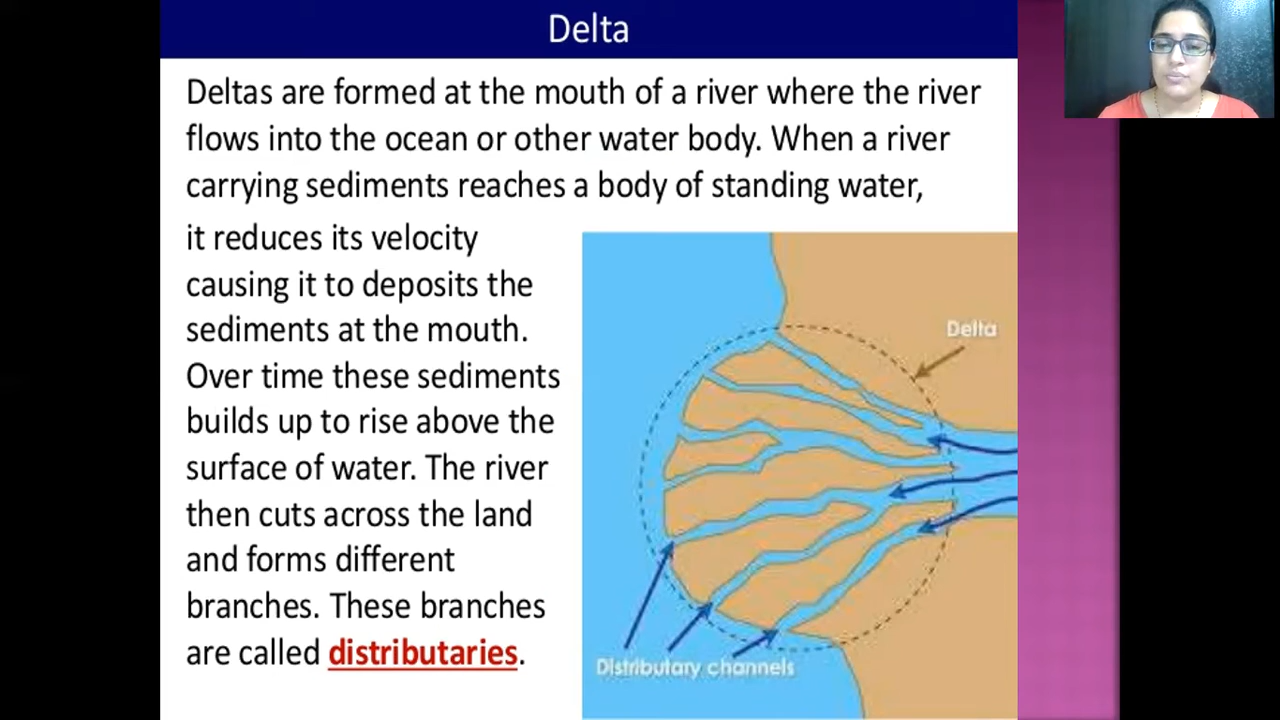 Delta
Deltas are formed at the mouth of a river where the river
flows into the ocean or other water body. When a river
carrying sediments reaches a body of standing water,
it reduces its velocity
causing it to deposits the
sediments at the mouth.
Over time these sediments
builds up to rise above the
surface of water. The river
then cuts across the land
and forms different
branches. These branches
are called distributaries.
Delta
Distributary channels